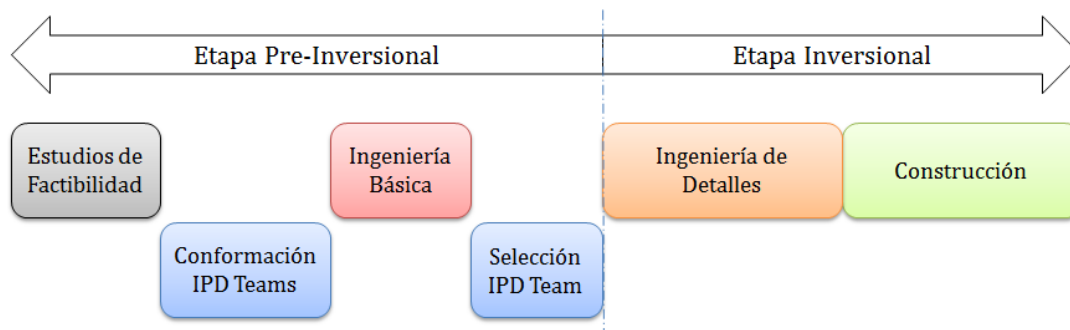 Etapa Pre-Inversional
Etapa Inversional
Estudios de
Factibilidad
Ingeniería
Básica
Ingeniería de
Detalles
Construcción
Conformación
IPD Teams
Selección
IPD Team